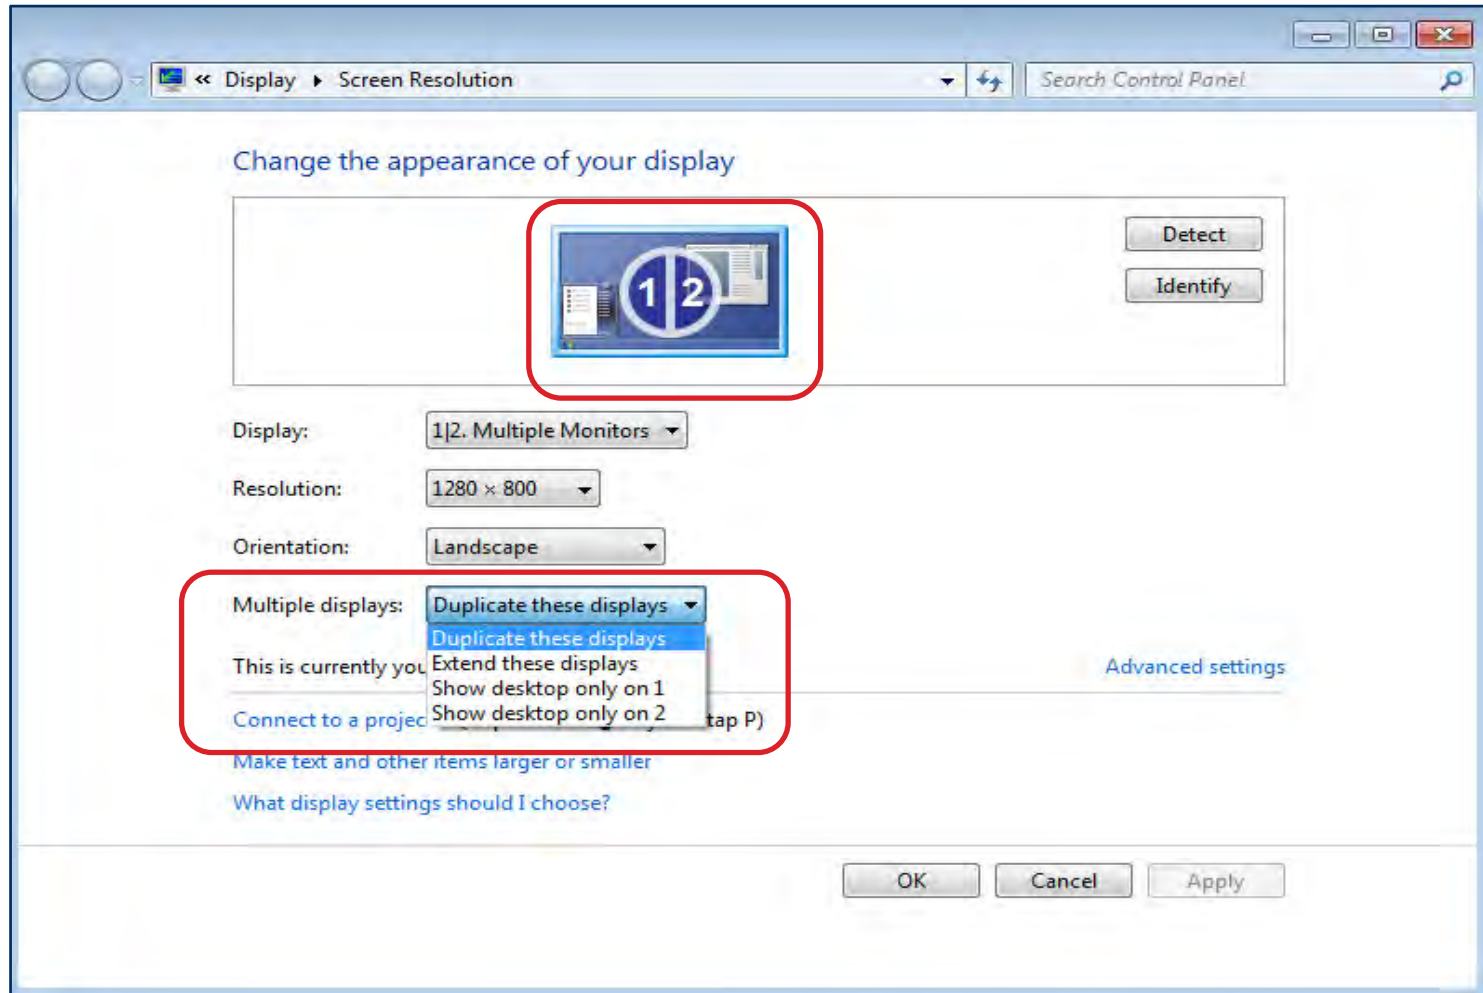 « Display ▸ Screen Resolution
Search Control Panel
Change the appearance of your display
1 2
Detect
Identify
Display: 1|2. Multiple Monitors
Resolution: 1280 × 800
Orientation: Landscape
Multiple displays: Duplicate these displays
Duplicate these displays
This is currently you
Extend these displays
Advanced settings
Show desktop only on 1
Connect to a projec
Show desktop only on 2
tap P)
Make text and other items larger or smaller
What display settings should I choose?
OK Cancel Apply